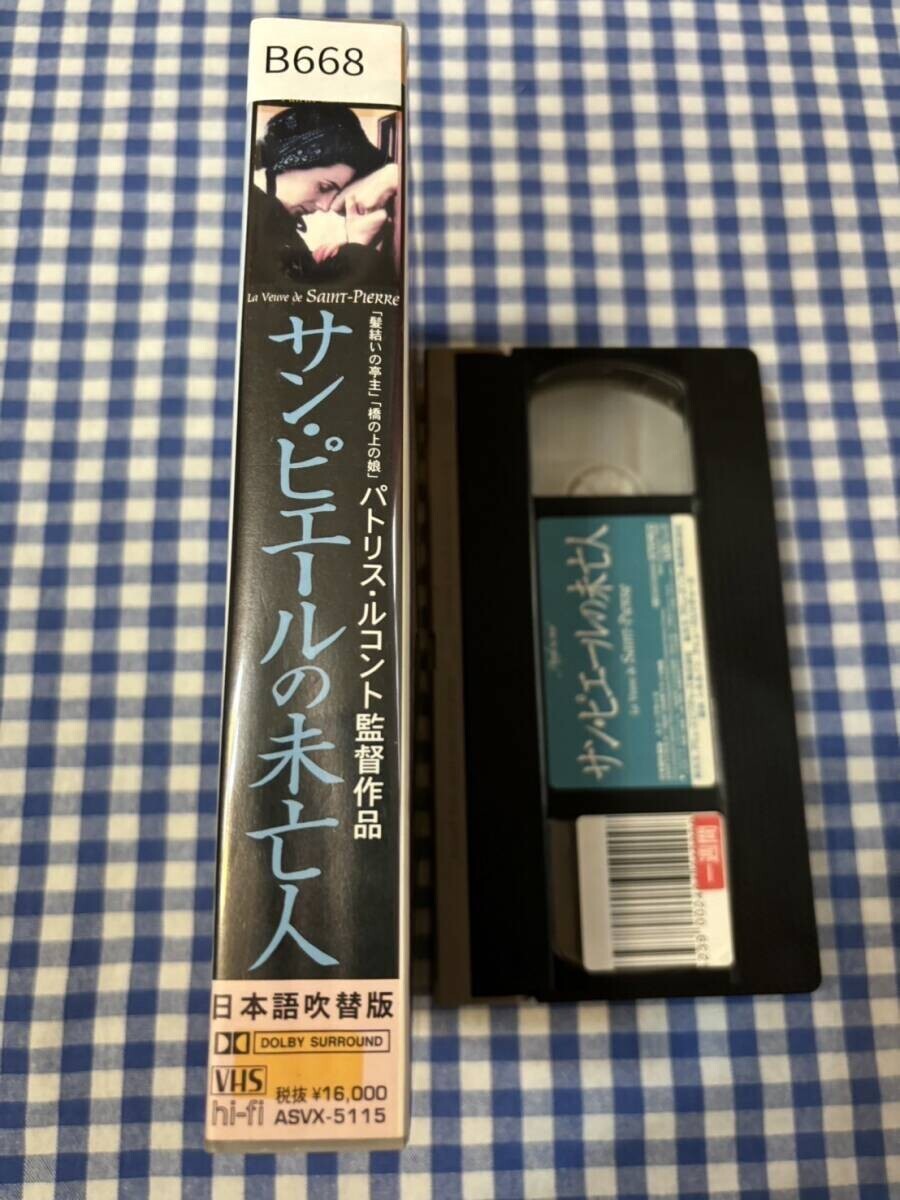 B668
La Veuve de Saint-Pierre
サン・ピエールの未亡人
「髪結いの亭主」「橋の上の娘」パトリス・ルコント監督作品
日本語吹替版
DOLBY SURROUND
VHS
hi-fi
税抜 ¥16,000
ASVX-5115
サン・ピエールの未亡人
La Veuve de Saint-Pierre
一週間